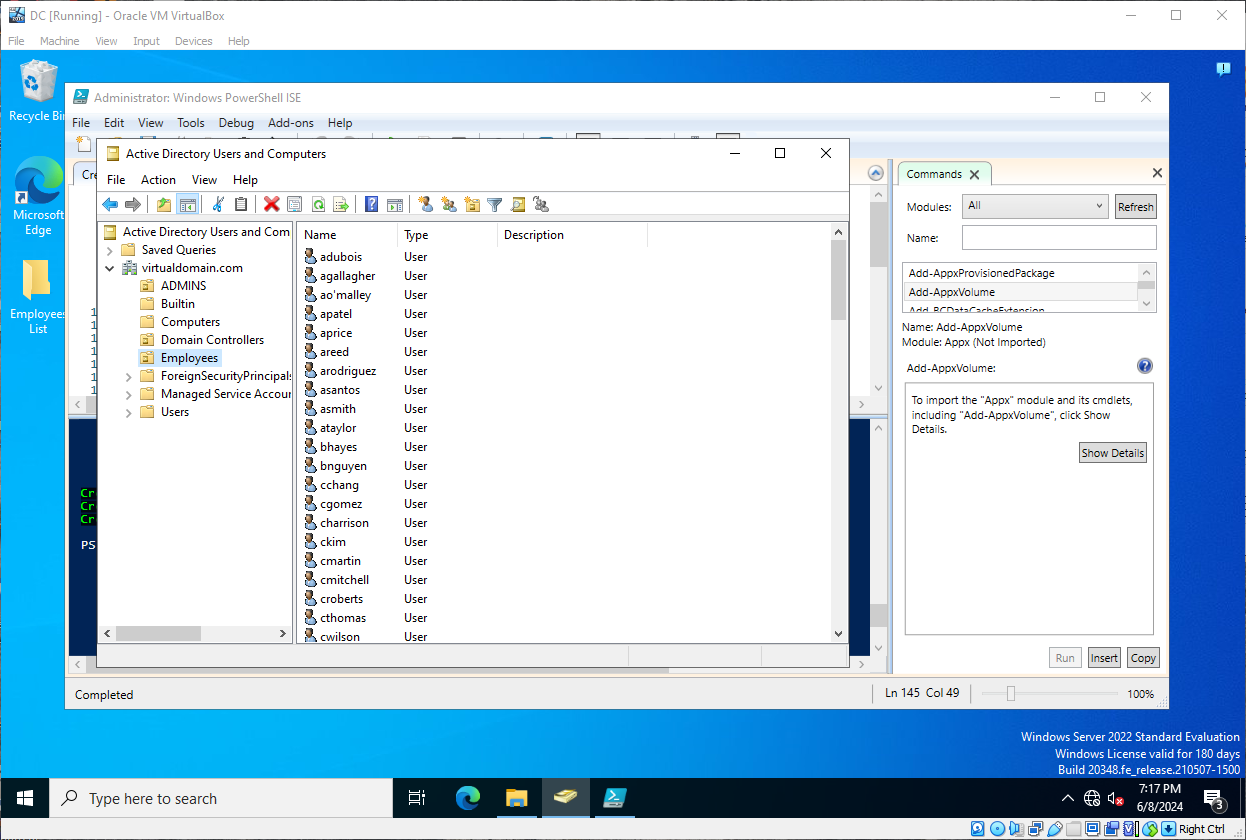 DC [Running] - Oracle VM VirtualBox
File Machine View Input Devices Help
Recycle Bin
Microsoft
Edge
Employees
List
Administrator: Windows PowerShell ISE
File Edit View Tools Debug Add-ons Help
Active Directory Users and Computers
File Action View Help
Active Directory Users and Com
Saved Queries
virtualdomain.com
ADMINS
Builtin
Computers
Domain Controllers
Employees
ForeignSecurityPrincipals
Managed Service Accour
Users
Name Type Description
adubois User
agallagher User
ao'malley User
apatel User
aprice User
areed User
arodriguez User
asantos User
asmith User
ataylor User
bhayes User
bnguyen User
cchang User
cgomez User
charrison User
ckim User
cmartin User
cmitchell User
croberts User
cthomas User
cwilson User
Cre
Cr
Cr
Cr
PS
Commands
Modules: All Refresh
Name:
Add-AppxProvisionedPackage
Add-AppxVolume
Add-BCDataCacheExtension
Name: Add-AppxVolume
Module: Appx (Not Imported)
Add-AppxVolume:
To import the "Appx" module and its cmdlets,
including "Add-AppxVolume", click Show
Details.
Show Details
Run Insert Copy
Completed
Ln 145 Col 49
100%
Windows Server 2022 Standard Evaluation
Windows License valid for 180 days
Build 20348.fe_release.210507-1500
Type here to search
7:17 PM
6/8/2024
3
Right Ctrl